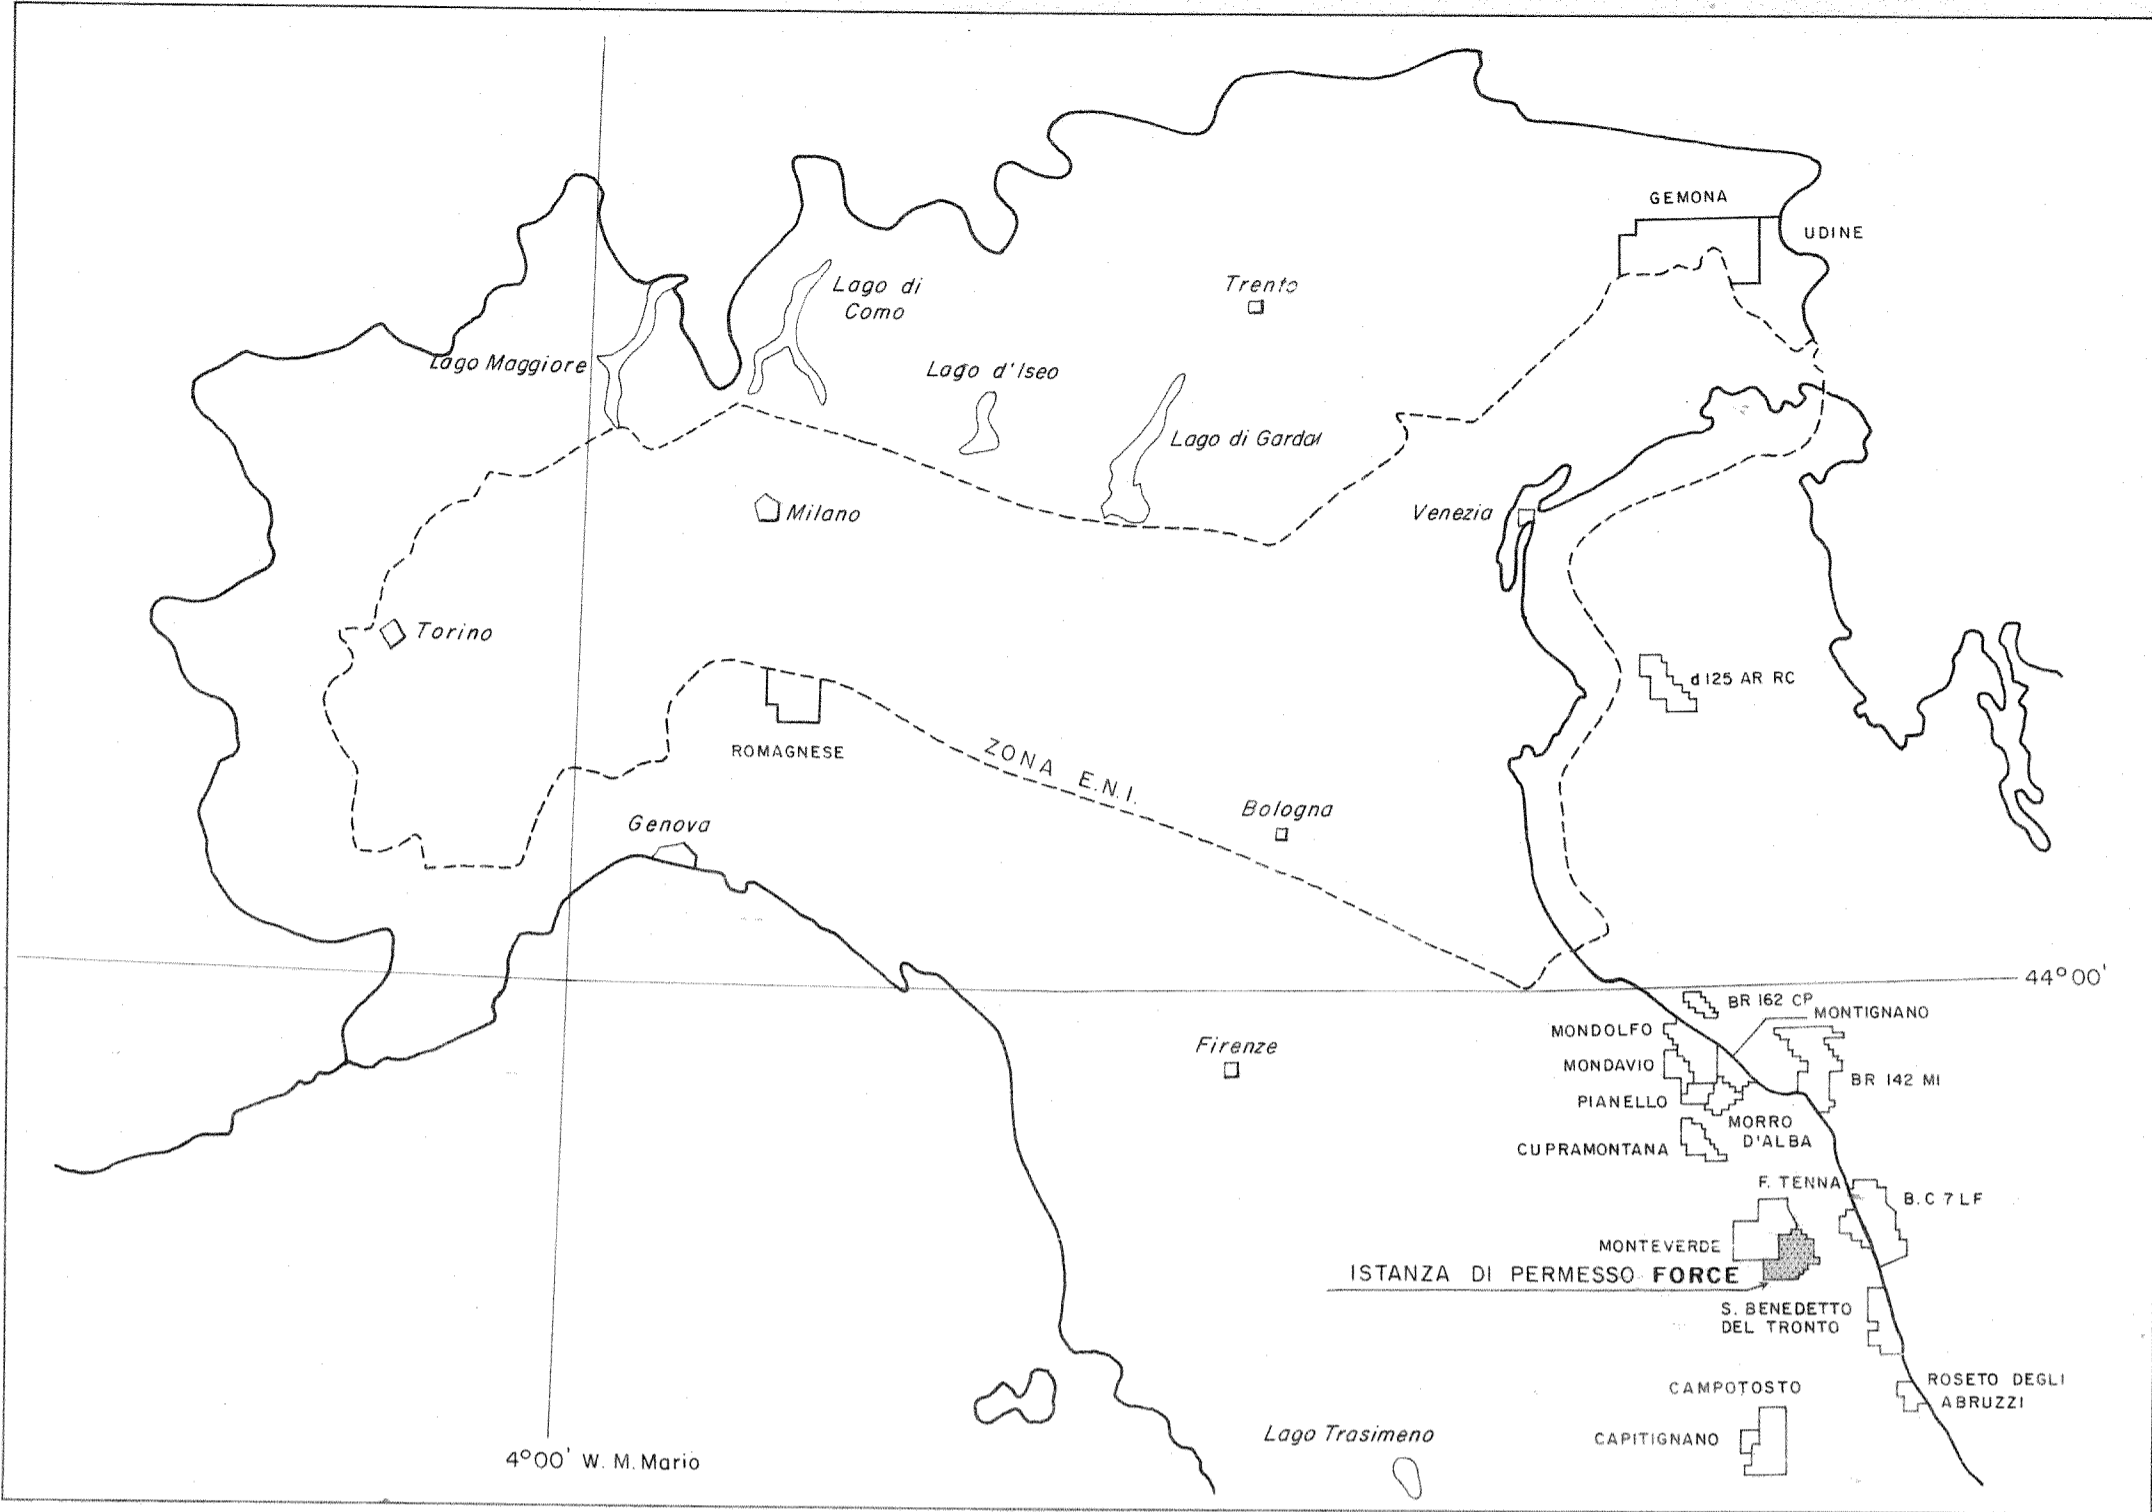 GEMONA
UDINE
Lago di
Como
Trento
Lago Maggiore
Lago d'Iseo
Lago di Garda
Milano
Venezia
Torino
d 125 AR RC
ROMAGNESE
ZONA E.N.I.
Bologna
Genova
44°00'
BR 162 CP
MONTIGNANO
MONDOLFO
Firenze
MONDAVIO
BR 142 MI
PIANELLO
MORRO
D'ALBA
CUPRAMONTANA
F. TENNA
B.C 7 LF
MONTEVERDE
ISTANZA DI PERMESSO FORCE
S. BENEDETTO
DEL TRONTO
ROSETO DEGLI
ABRUZZI
CAMPOTOSTO
Lago Trasimeno
CAPITIGNANO
4°00' W. M. Mario